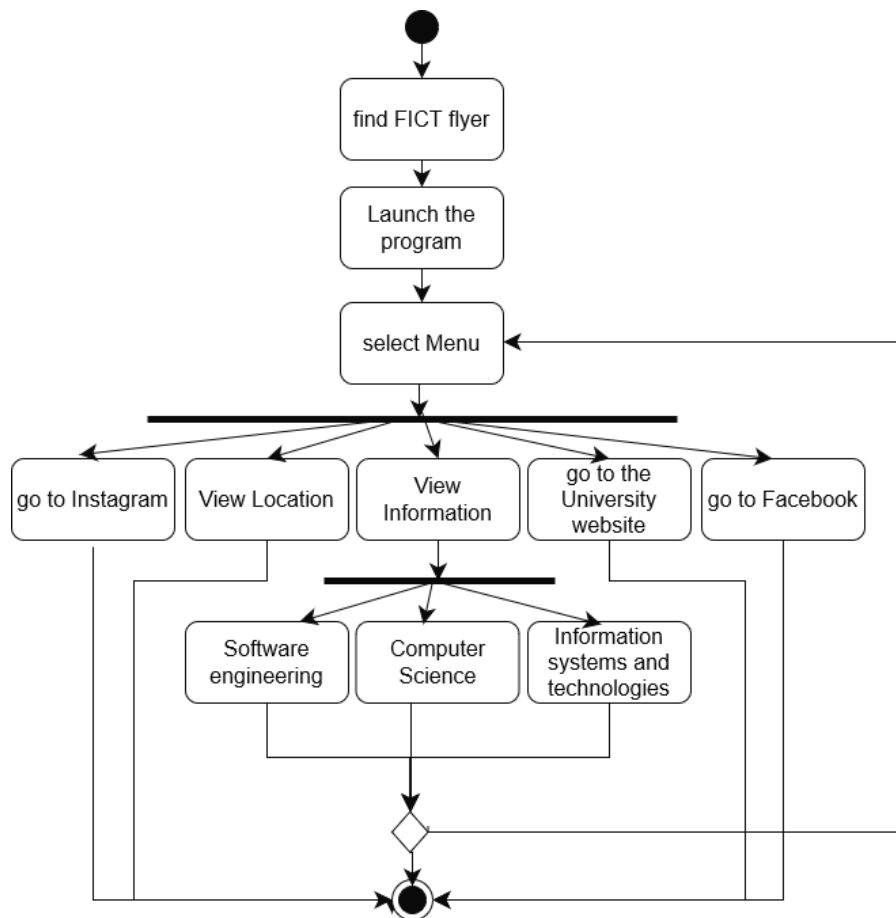 find FICT flyer
Launch the
program
select Menu
go to Instagram
View Location
View
Information
go to the
University
website
go to Facebook
Software
engineering
Computer
Science
Information
systems and
technologies